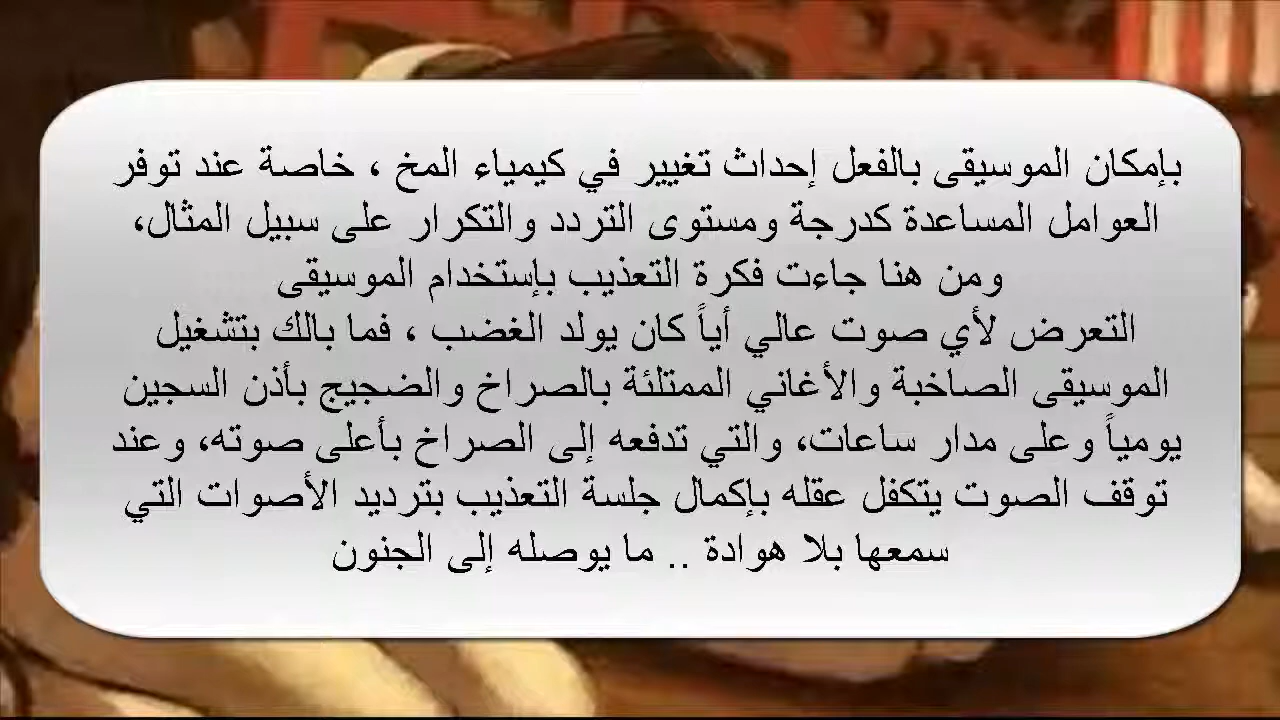 بإمكان الموسيقى بالفعل إحداث تغيير في كيمياء المخ ، خاصة عند توفر
العوامل المساعدة كدرجة ومستوى التردد والتكرار على سبيل المثال،
ومن هنا جاءت فكرة التعذيب بإستخدام الموسيقى
التعرض لأي صوت عالي أياً كان يولد الغضب ، فما بالك بتشغيل
الموسيقى الصاخبة والأغاني الممتلئة بالصراخ والضجيج بأذن السجين
يومياً وعلى مدار ساعات، والتي تدفعه إلى الصراخ بأعلى صوته، وعند
توقف الصوت يتكفل عقله بإكمال جلسة التعذيب بترديد الأصوات التي
سمعها بلا هوادة .. ما يوصله إلى الجنون